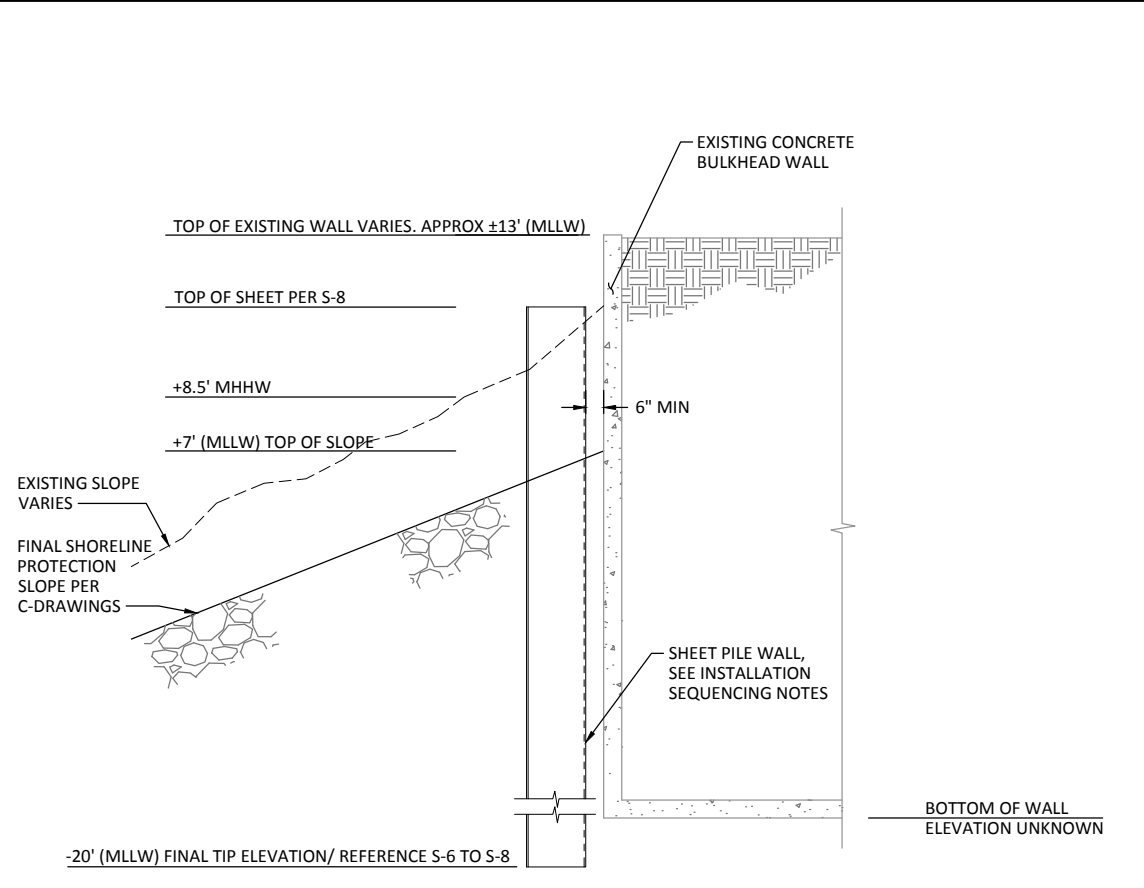 EXISTING CONCRETE
BULKHEAD WALL
TOP OF EXISTING WALL VARIES. APPROX ±13' (MLLW)
TOP OF SHEET PER S-8
+8.5' MHHW
6" MIN
+7' (MLLW) TOP OF SLOPE
EXISTING SLOPE
VARIES
FINAL SHORELINE
PROTECTION
SLOPE PER
C-DRAWINGS
SHEET PILE WALL,
SEE INSTALLATION
SEQUENCING NOTES
BOTTOM OF WALL
ELEVATION UNKNOWN
-20' (MLLW) FINAL TIP ELEVATION/ REFERENCE S-6 TO S-8